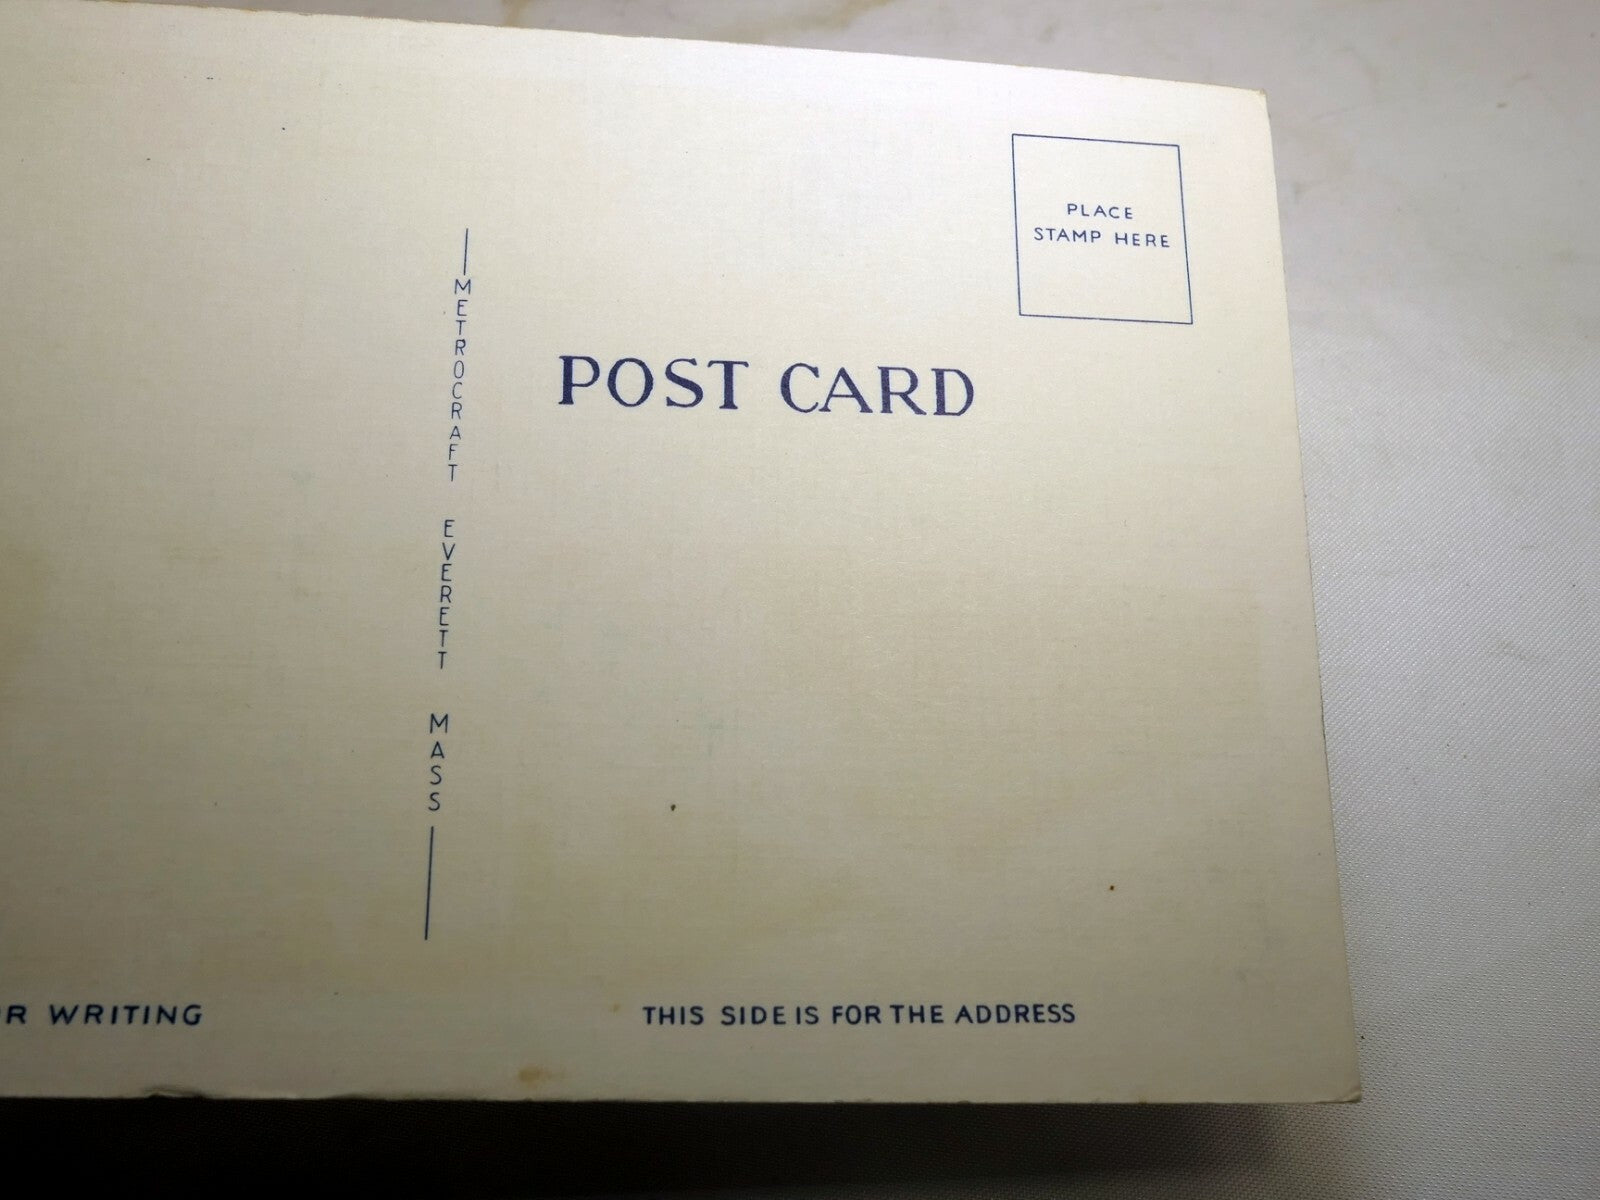 PLACE
STAMP HERE
POST CARD
METROCRAFT EVERETT MASS
WRITING
THIS SIDE IS FOR THE ADDRESS